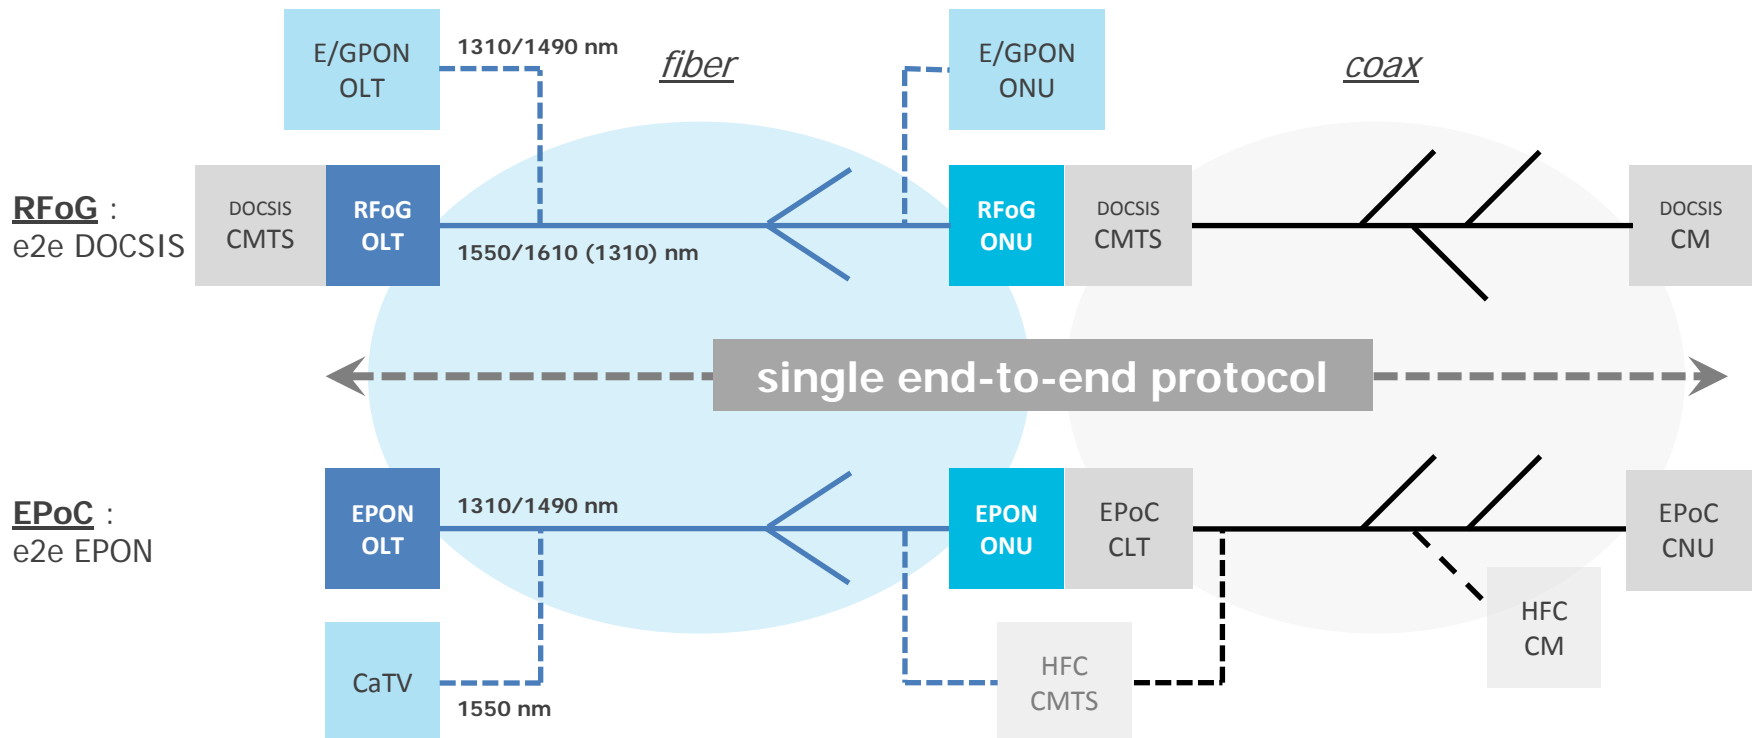 E/GPON
OLT
1310/1490 nm
fiber
E/GPON
ONU
coax
RFoG :
e2e DOCSIS
DOCSIS
CMTS
RFoG
OLT
1550/1610 (1310) nm
RFoG
ONU
DOCSIS
CMTS
DOCSIS
CM
single end-to-end protocol
EPoC :
e2e EPON
EPON
OLT
1310/1490 nm
EPON
ONU
EPoC
CLT
EPoC
CNU
CaTV
1550 nm
HFC
CMTS
HFC
CM